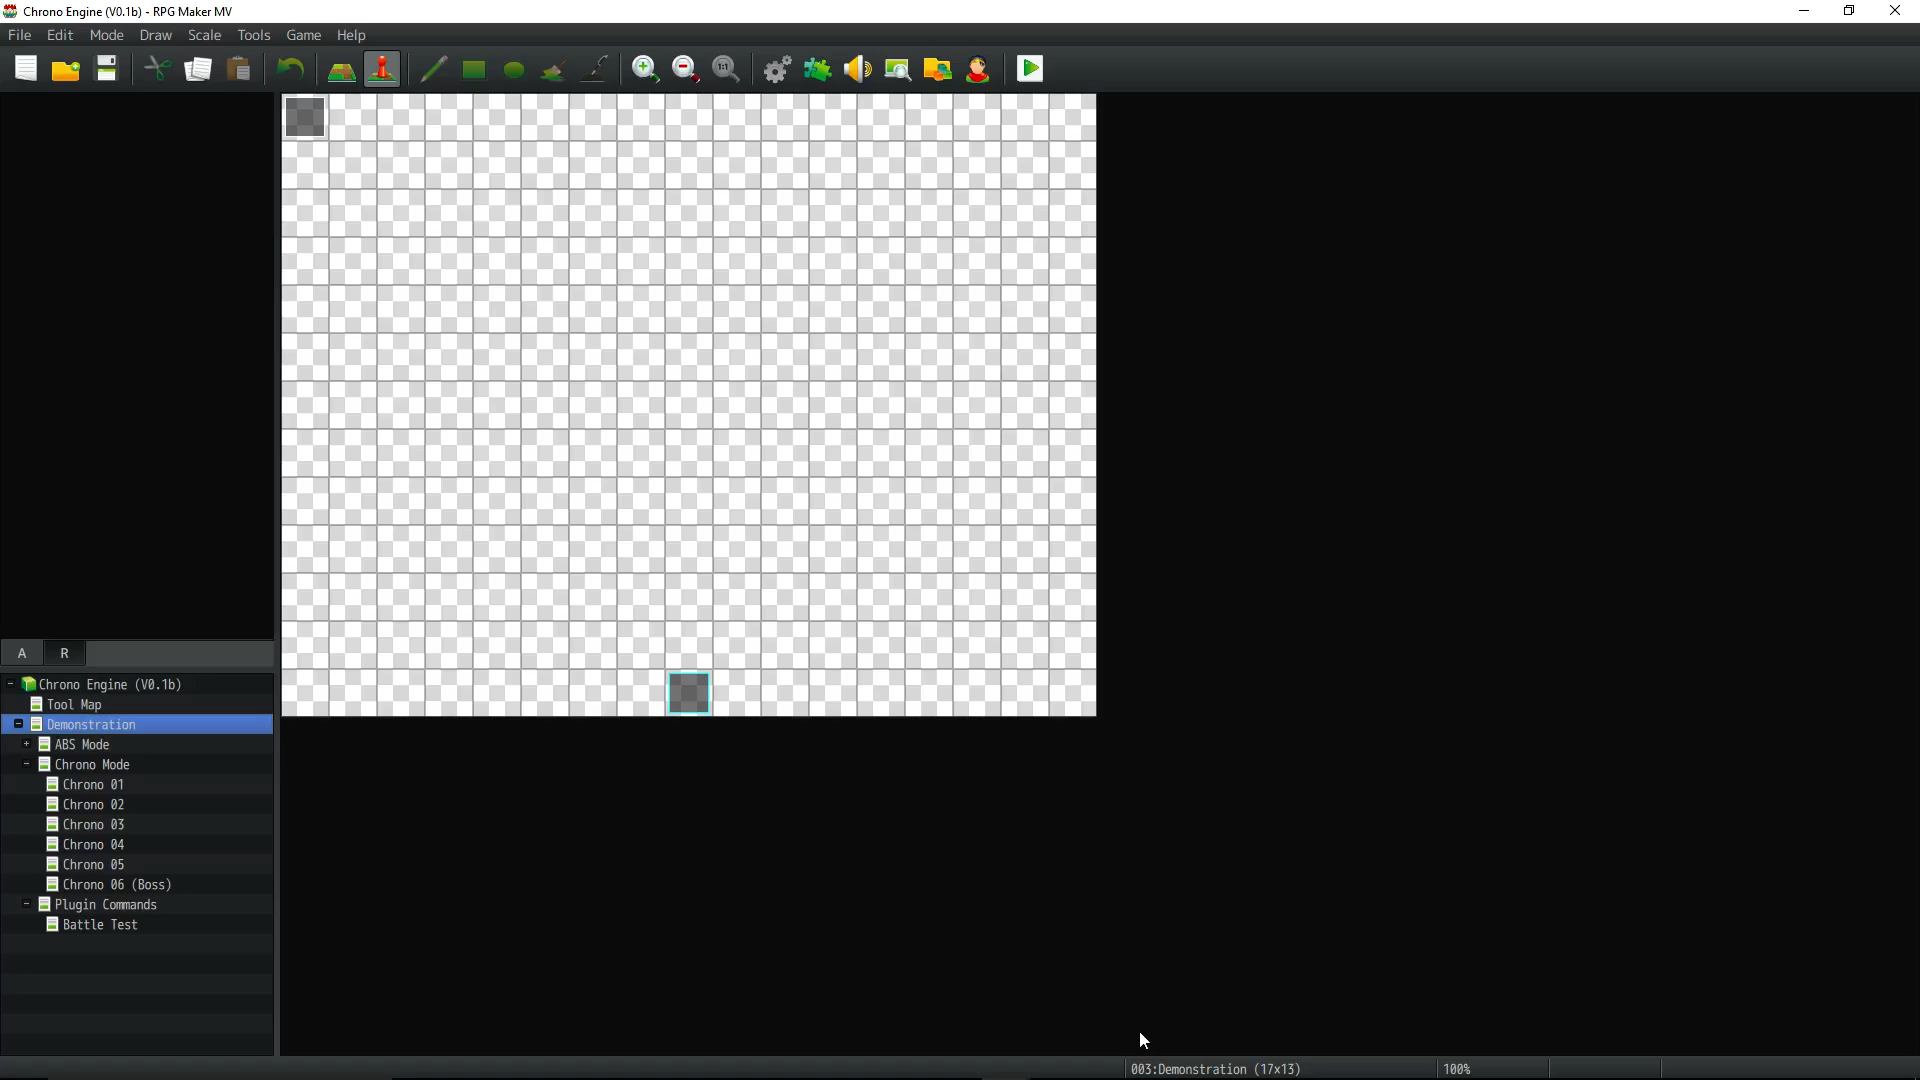 Chrono Engine (V0.1b) - RPG Maker MV
File Edit Mode Draw Scale Tools Game Help
1:1
A R
Chrono Engine (V0.1b)
Tool Map
Demonstration
ABS Mode
Chrono Mode
Chrono 01
Chrono 02
Chrono 03
Chrono 04
Chrono 05
Chrono 06 (Boss)
Plugin Commands
Battle Test
003:Demonstration (17x13) 100%